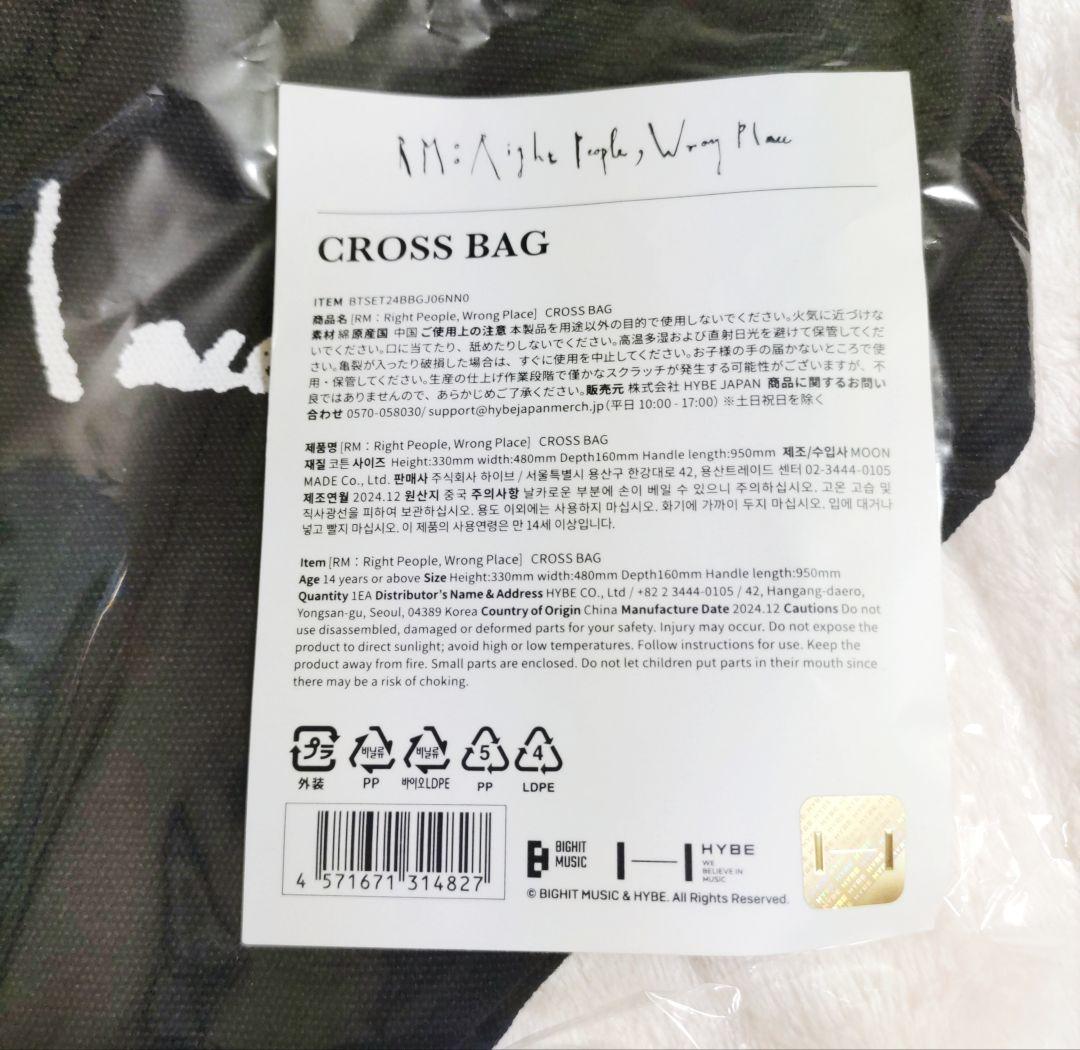 RM: Right People, Wrong Place
CROSS BAG
ITEM BTSET24BBGJ06NN0
商品名 [RM : Right People, Wrong Place] CROSS BAG
素材 綿 原産国 中国 ご使用上の注意 本製品を用途以外の目的で使用しないでください。火気に近づけな
いでください。口に当てたり、舐めたりしないでください。高温多湿および直射日光を避けて保管してくだ
さい。亀裂が入ったり破損した場合は、すぐに使用を中止してください。お子様の手の届かないところで使
用・保管してください。生産の仕上げ作業段階で僅かなスクラッチが発生する可能性がございますが、不
良ではありませんので、あらかじめご了承ください。販売元 株式会社 HYBE JAPAN 商品に関するお問い
合わせ 0570-058030/ support@hybejapanmerch.jp (平日 10:00 - 17:00) ※土日祝日を除く
제품명 [RM : Right People, Wrong Place] CROSS BAG
재질 코튼 사이즈 Height:330mm width:480mm Depth160mm Handle length:950mm 제조/수입사 MOON
MADE Co., Ltd. 판매사 주식회사 하이브 / 서울특별시 용산구 한강대로 42, 용산트레이드 센터 02-3444-0105
제조연월 2024.12 원산지 중국 주의사항 날카로운 부분에 손이 베일 수 있으니 주의하십시오. 고온 고습 및
직사광선을 피하여 보관하십시오. 용도 이외에는 사용하지 마십시오. 화기에 가까이 두지 마십시오. 입에 대거나
넣고 빨지 마십시오. 이 제품의 사용연령은 만 14세 이상입니다.
Item [RM : Right People, Wrong Place] CROSS BAG
Age 14 years or above Size Height:330mm width:480mm Depth160mm Handle length:950mm
Quantity 1EA Distributor's Name & Address HYBE CO., Ltd / +82 2 3444-0105 / 42, Hangang-daero,
Yongsan-gu, Seoul, 04389 Korea Country of Origin China Manufacture Date 2024.12 Cautions Do not
use disassembled, damaged or deformed parts for your safety. Injury may occur. Do not expose the
product to direct sunlight; avoid high or low temperatures. Follow instructions for use. Keep the
product away from fire. Small parts are enclosed. Do not let children put parts in their mouth since
there may be a risk of choking.
プラ 비닐류 비닐류 5 4
外装 PP 바이오LDPE PP LDPE
4 571671 314827
BIGHIT MUSIC
HYBE
WE BELIEVE IN MUSIC
© BIGHIT MUSIC & HYBE. All Rights Reserved.